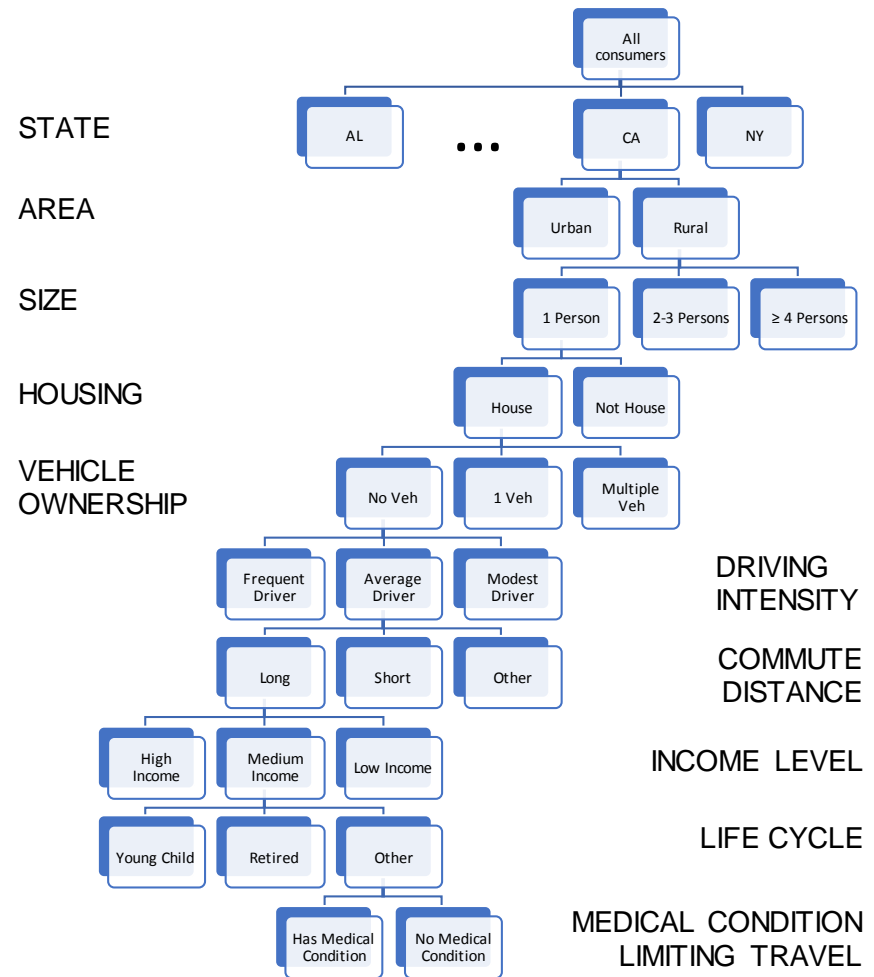 All
consumers
STATE
AL
...
CA
NY
AREA
Urban
Rural
SIZE
1 Person
2-3 Persons
≥ 4 Persons
HOUSING
House
Not House
VEHICLE
OWNERSHIP
No Veh
1 Veh
Multiple
Veh
Frequent
Driver
Average
Driver
Modest
Driver
DRIVING
INTENSITY
Long
Short
Other
COMMUTE
DISTANCE
High
Income
Medium
Income
Low Income
INCOME LEVEL
Young Child
Retired
Other
LIFE CYCLE
Has Medical
Condition
No Medical
Condition
MEDICAL CONDITION
LIMITING TRAVEL